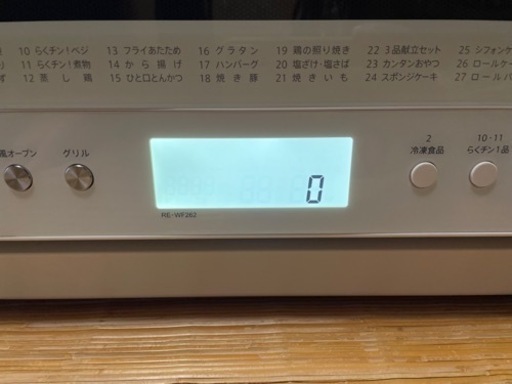 10 らくチン!ベジ 13 フライあたため 16 グラタン 19 鶏の照り焼き 22 3品献立セット 25 シフォンケ
11 らくチン!煮物 14 から揚げ 17 ハンバーグ 20 塩ざけ・塩さば 23 カンタンおやつ 26 ロールケー
12 蒸し鶏 15 ひと口とんかつ 18 焼き豚 21 焼きいも 24 スポンジケーキ 27 ロールパ
風オーブン グリル
2
冷凍食品
10・11
らくチン1品
0
RE-WF262